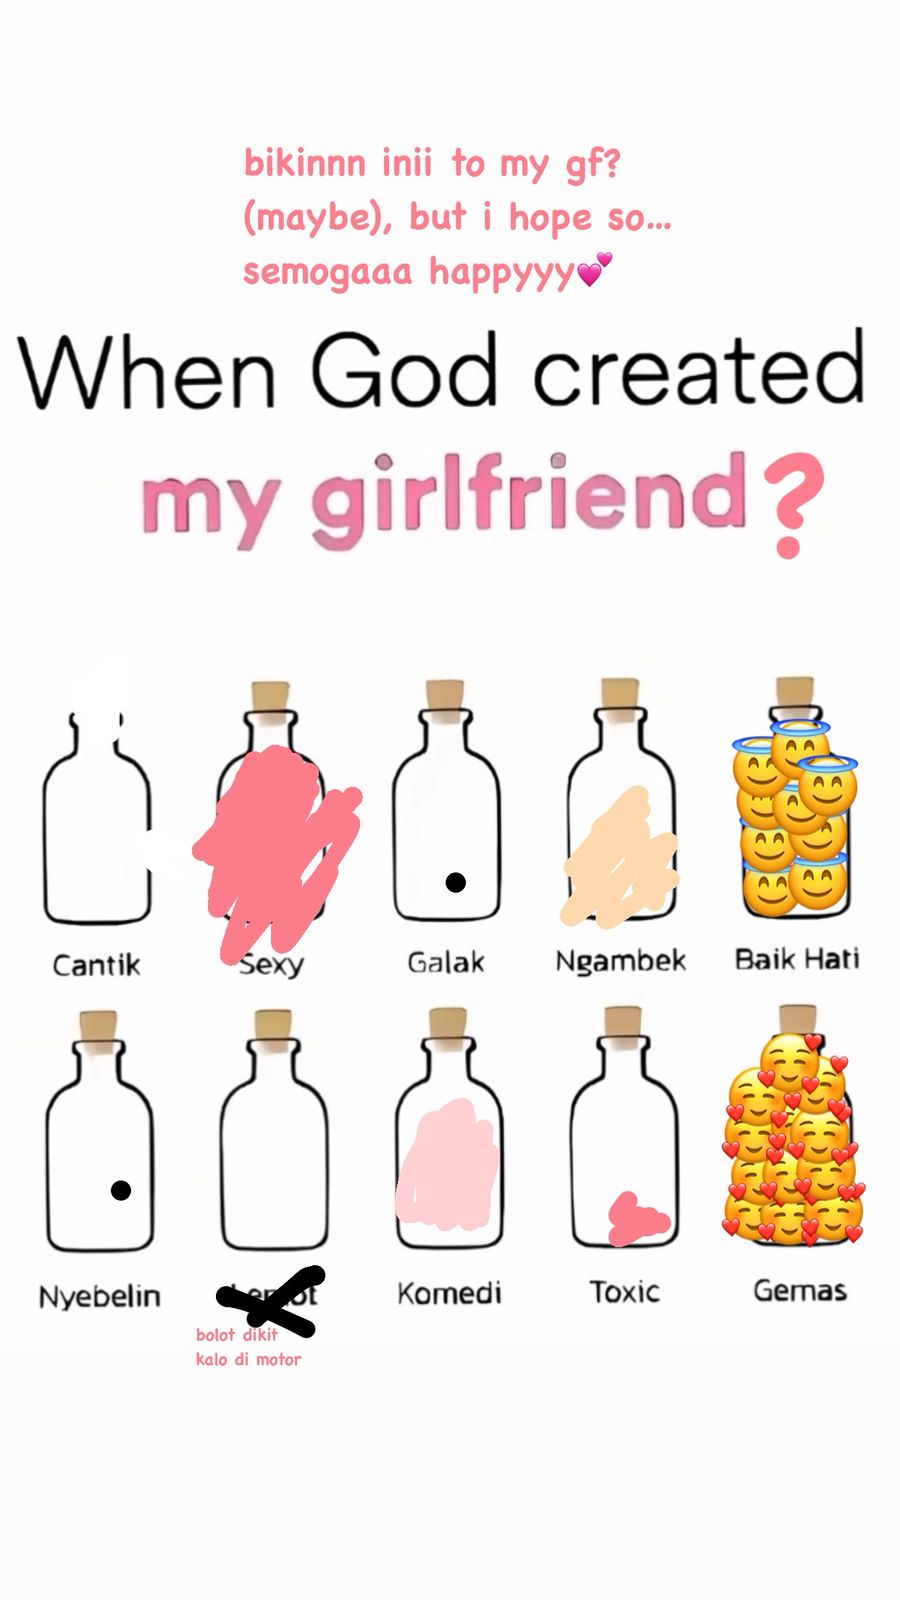 bikinnn inii to my gf?
(maybe), but i hope so...
semogaaa happyyy💕
When God created
my girlfriend?
Cantik Sexy Galak Ngambek Baik Hati
Nyebelin Komedi Toxic Gemas
bolot dikit
kalo di motor